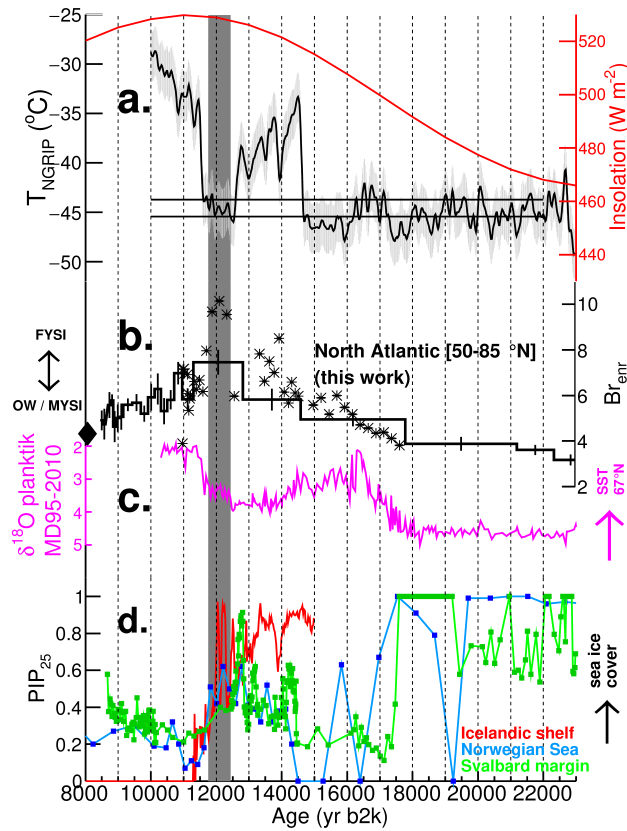 −25
−30
−35
−40
−45
−50
T_NGRIP (°C)
a.
520
500
480
460
440
Insolation (W m⁻²)
b.
FYSI
OW / MYSI
North Atlantic [50-85 °N]
(this work)
10
8
6
4
2
Br_enr
2
3
4
5
δ¹⁸O planktik
MD95-2010
c.
SST
67°N
d.
1
0.8
0.6
0.4
0.2
0
PIP₂₅
sea ice
cover
Icelandic shelf
Norwegian Sea
Svalbard margin
8000 10000 12000 14000 16000 18000 20000 22000
Age (yr b2k)